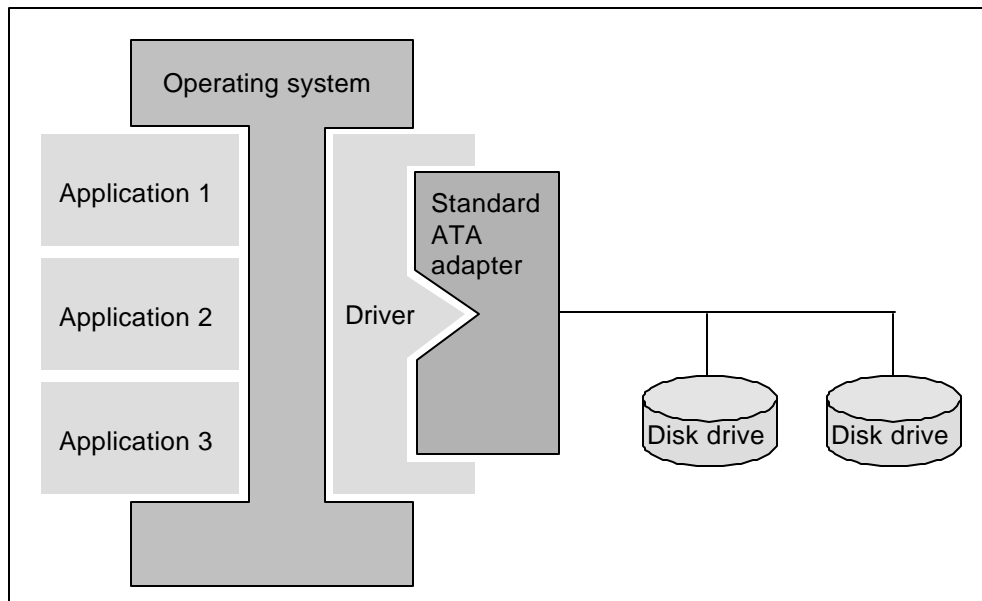 Operating system
Application 1
Application 2
Application 3
Driver
Standard
ATA
adapter
Disk drive
Disk drive